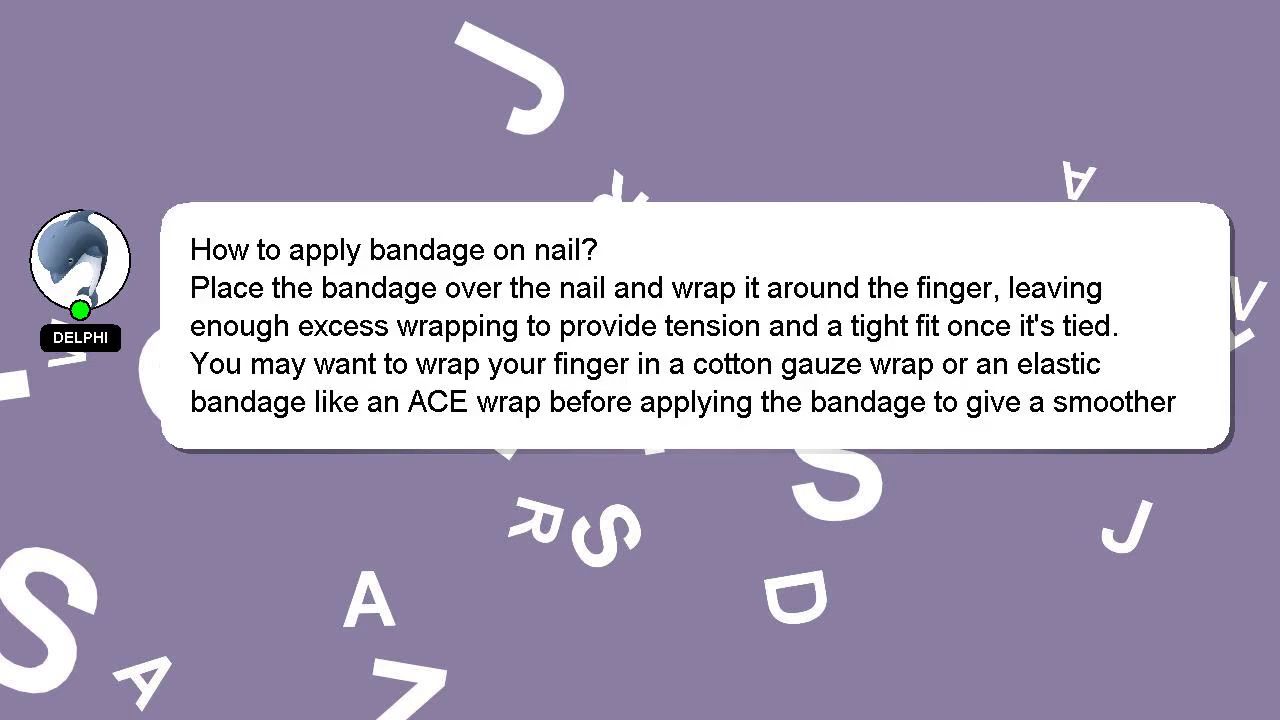 How to apply bandage on nail?
Place the bandage over the nail and wrap it around the finger, leaving
enough excess wrapping to provide tension and a tight fit once it's tied.
You may want to wrap your finger in a cotton gauze wrap or an elastic
bandage like an ACE wrap before applying the bandage to give a smoother
DELPHI
J
R
A
V
S
R
S
J
A
D
S
A
Z